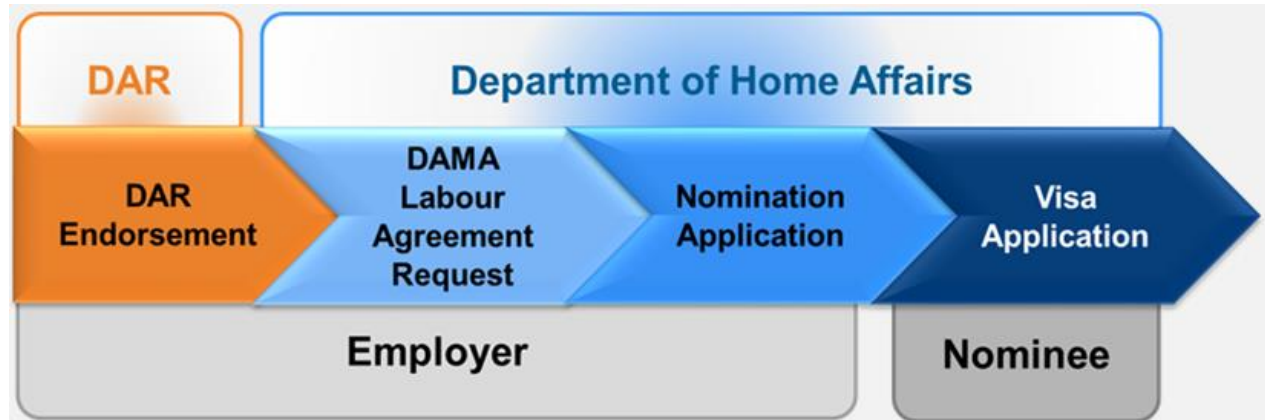 DAR
Department of Home Affairs
DAR
Endorsement
DAMA
Labour
Agreement
Request
Nomination
Application
Visa
Application
Employer
Nominee